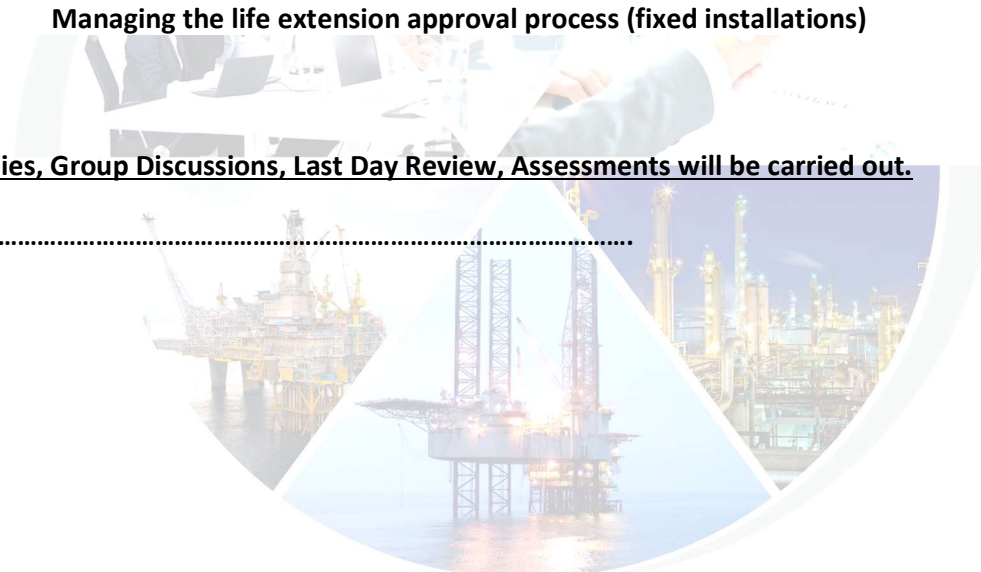 Managing the life extension approval process (fixed installations)
ies, Group Discussions, Last Day Review, Assessments will be carried out.
……………………………………………………………………………………….